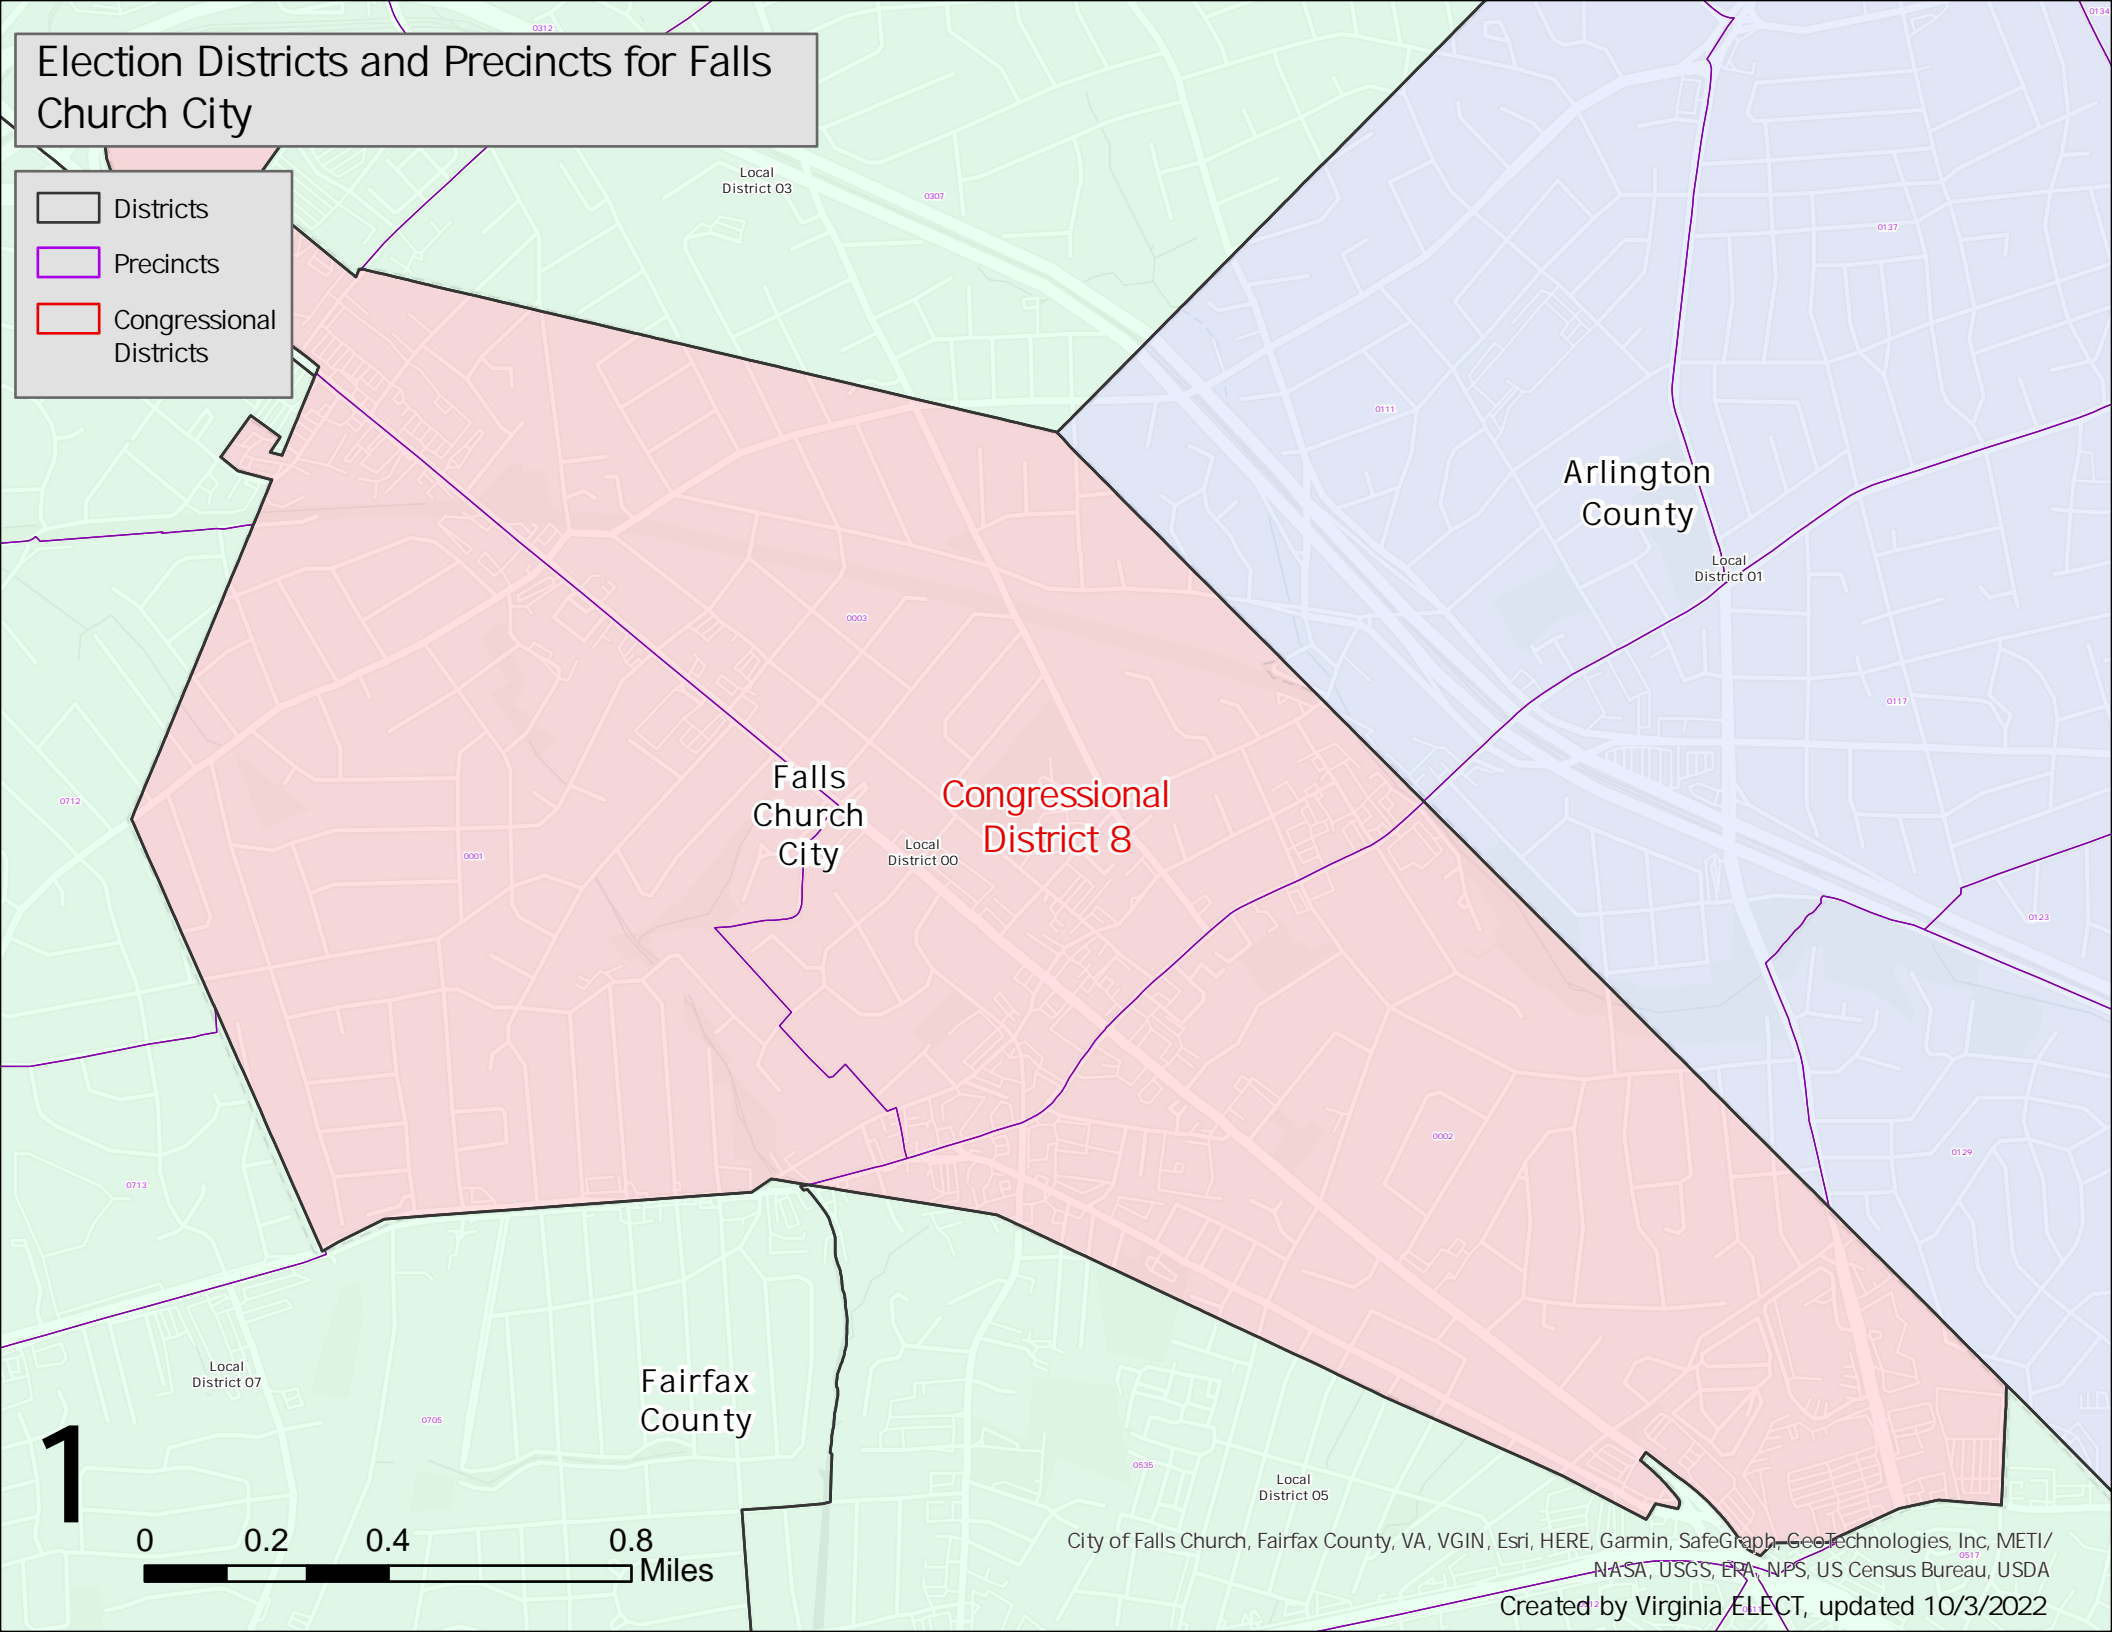 0312
0134
Election Districts and Precincts for Falls
Church City
Districts
Precincts
Congressional
Districts
Local
District 03
0307
0137
0111
Arlington
County
Local
District 01
0003
0117
Falls
Church
City
Congressional
District 8
Local
District 00
0712
0001
0123
0002
0129
0713
Local
District 07
Fairfax
County
0705
0535
Local
District 05
1
0 0.2 0.4 0.8
Miles
City of Falls Church, Fairfax County, VA, VGIN, Esri, HERE, Garmin, SafeGraph, GeoTechnologies, Inc, METI/
NASA, USGS, EPA, NPS, US Census Bureau, USDA
0517
Created by Virginia ELECT, updated 10/3/2022